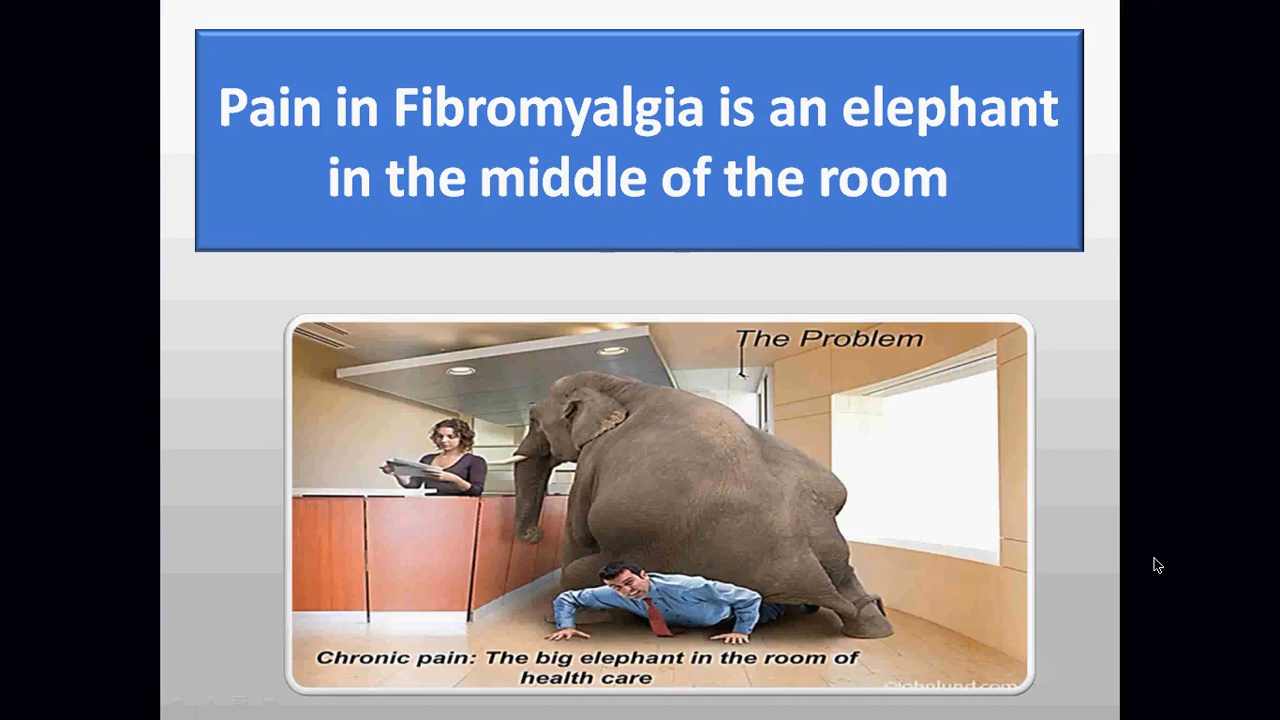 Pain in Fibromyalgia is an elephant
in the middle of the room
The Problem
Chronic pain: The big elephant in the room of
health care